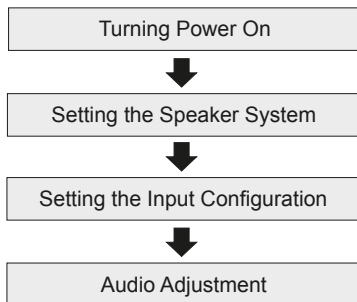 Turning Power On
Setting the Speaker System
Setting the Input Configuration
Audio Adjustment